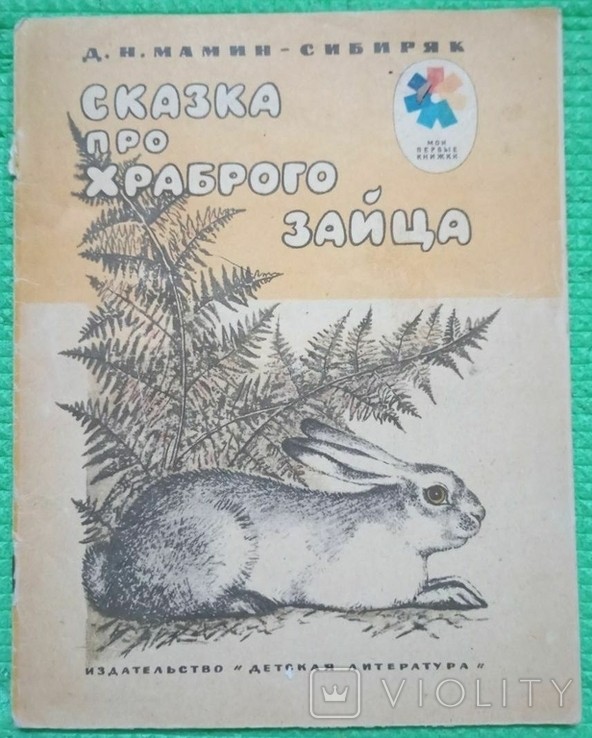 Д. Н. МАМИН-СИБИРЯК
СКАЗКА
ПРО
ХРАБРОГО
ЗАЙЦА
МОИ
ПЕРВЫЕ
КНИЖКИ
ИЗДАТЕЛЬСТВО "ДЕТСКАЯ ЛИТЕРАТУРА"
VIOLITY